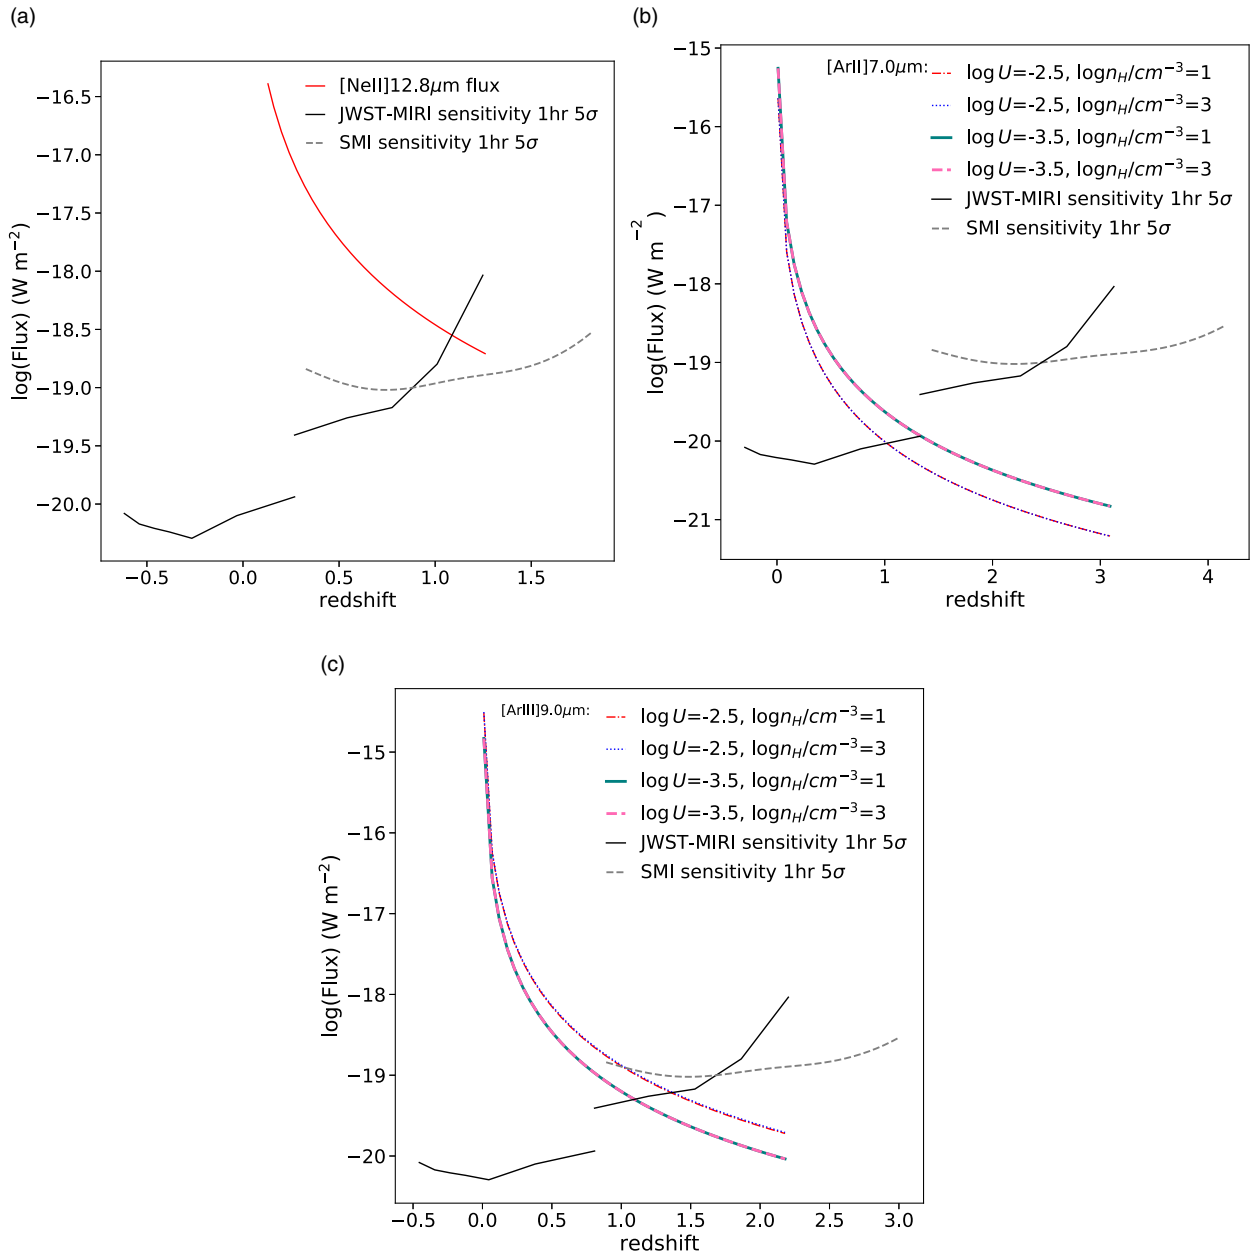 (a)
[NeII]12.8μm flux
JWST-MIRI sensitivity 1hr 5σ
SMI sensitivity 1hr 5σ
log(Flux) (W m−2)
−16.5
−17.0
−17.5
−18.0
−18.5
−19.0
−19.5
−20.0
−0.5 0.0 0.5 1.0 1.5
redshift
(b)
[ArII]7.0μm:
log U=-2.5, lognH/cm−3=1
log U=-2.5, lognH/cm−3=3
log U=-3.5, lognH/cm−3=1
log U=-3.5, lognH/cm−3=3
JWST-MIRI sensitivity 1hr 5σ
SMI sensitivity 1hr 5σ
log(Flux) (W m−2)
−15
−16
−17
−18
−19
−20
−21
0 1 2 3 4
redshift
(c)
[ArIII]9.0μm:
log U=-2.5, lognH/cm−3=1
log U=-2.5, lognH/cm−3=3
log U=-3.5, lognH/cm−3=1
log U=-3.5, lognH/cm−3=3
JWST-MIRI sensitivity 1hr 5σ
SMI sensitivity 1hr 5σ
log(Flux) (W m−2)
−15
−16
−17
−18
−19
−20
−0.5 0.0 0.5 1.0 1.5 2.0 2.5 3.0
redshift